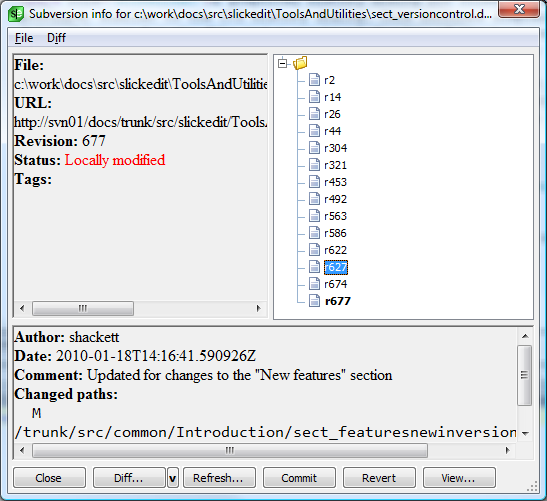 Subversion info for c:\work\docs\src\slickedit\ToolsAndUtilities\sect_versioncontrol.d...
File Diff
File:
c:\work\docs\src\slickedit\ToolsAndUtilities
URL:
http://svn01/docs/trunk/src/slickedit/ToolsA
Revision: 677
Status: Locally modified
Tags:
r2
r14
r26
r44
r304
r321
r453
r492
r563
r586
r622
r627
r674
r677
Author: shackett
Date: 2010-01-18T14:16:41.590926Z
Comment: Updated for changes to the "New features" section
Changed paths:
M
/trunk/src/common/Introduction/sect_featuresnewinversion
Close Diff... v Refresh... Commit Revert View...